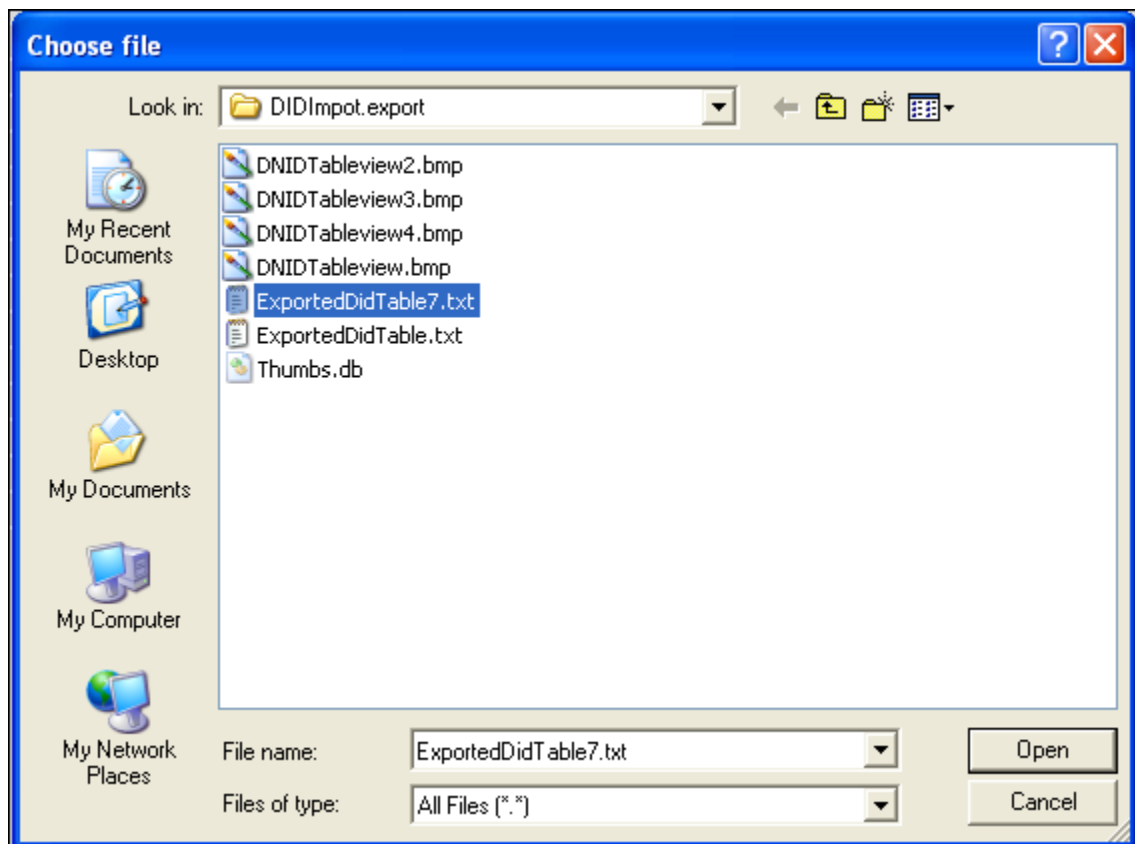 Choose file
?
Look in: DIDImpot.export
DNIDTableview2.bmp
DNIDTableview3.bmp
DNIDTableview4.bmp
DNIDTableview.bmp
ExportedDidTable7.txt
ExportedDidTable.txt
Thumbs.db
My Recent
Documents
Desktop
My Documents
My Computer
My Network
Places
File name: ExportedDidTable7.txt Open
Files of type: All Files (*.*) Cancel